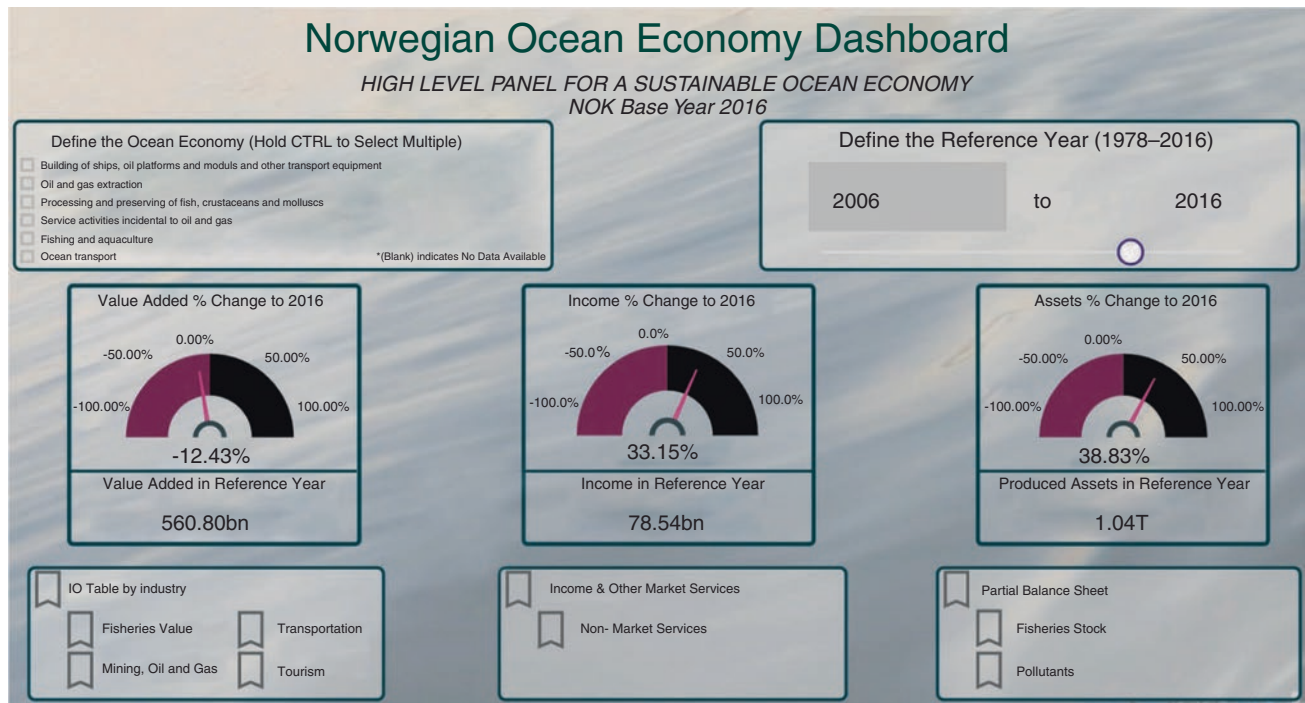 Norwegian Ocean Economy Dashboard
HIGH LEVEL PANEL FOR A SUSTAINABLE OCEAN ECONOMY
NOK Base Year 2016
Define the Ocean Economy (Hold CTRL to Select Multiple)
Building of ships, oil platforms and moduls and other transport equipment
Oil and gas extraction
Processing and preserving of fish, crustaceans and molluscs
Service activities incidental to oil and gas
Fishing and aquaculture
Ocean transport
*(Blank) indicates No Data Available
Define the Reference Year (1978–2016)
2006 to 2016
Value Added % Change to 2016
0.00%
-50.00% 50.00%
-100.00% 100.00%
-12.43%
Value Added in Reference Year
560.80bn
Income % Change to 2016
0.0%
-50.0% 50.0%
-100.0% 100.0%
33.15%
Income in Reference Year
78.54bn
Assets % Change to 2016
0.00%
-50.00% 50.00%
-100.00% 100.00%
38.83%
Produced Assets in Reference Year
1.04T
IO Table by industry
Fisheries Value Transportation
Mining, Oil and Gas Tourism
Income & Other Market Services
Non- Market Services
Partial Balance Sheet
Fisheries Stock
Pollutants